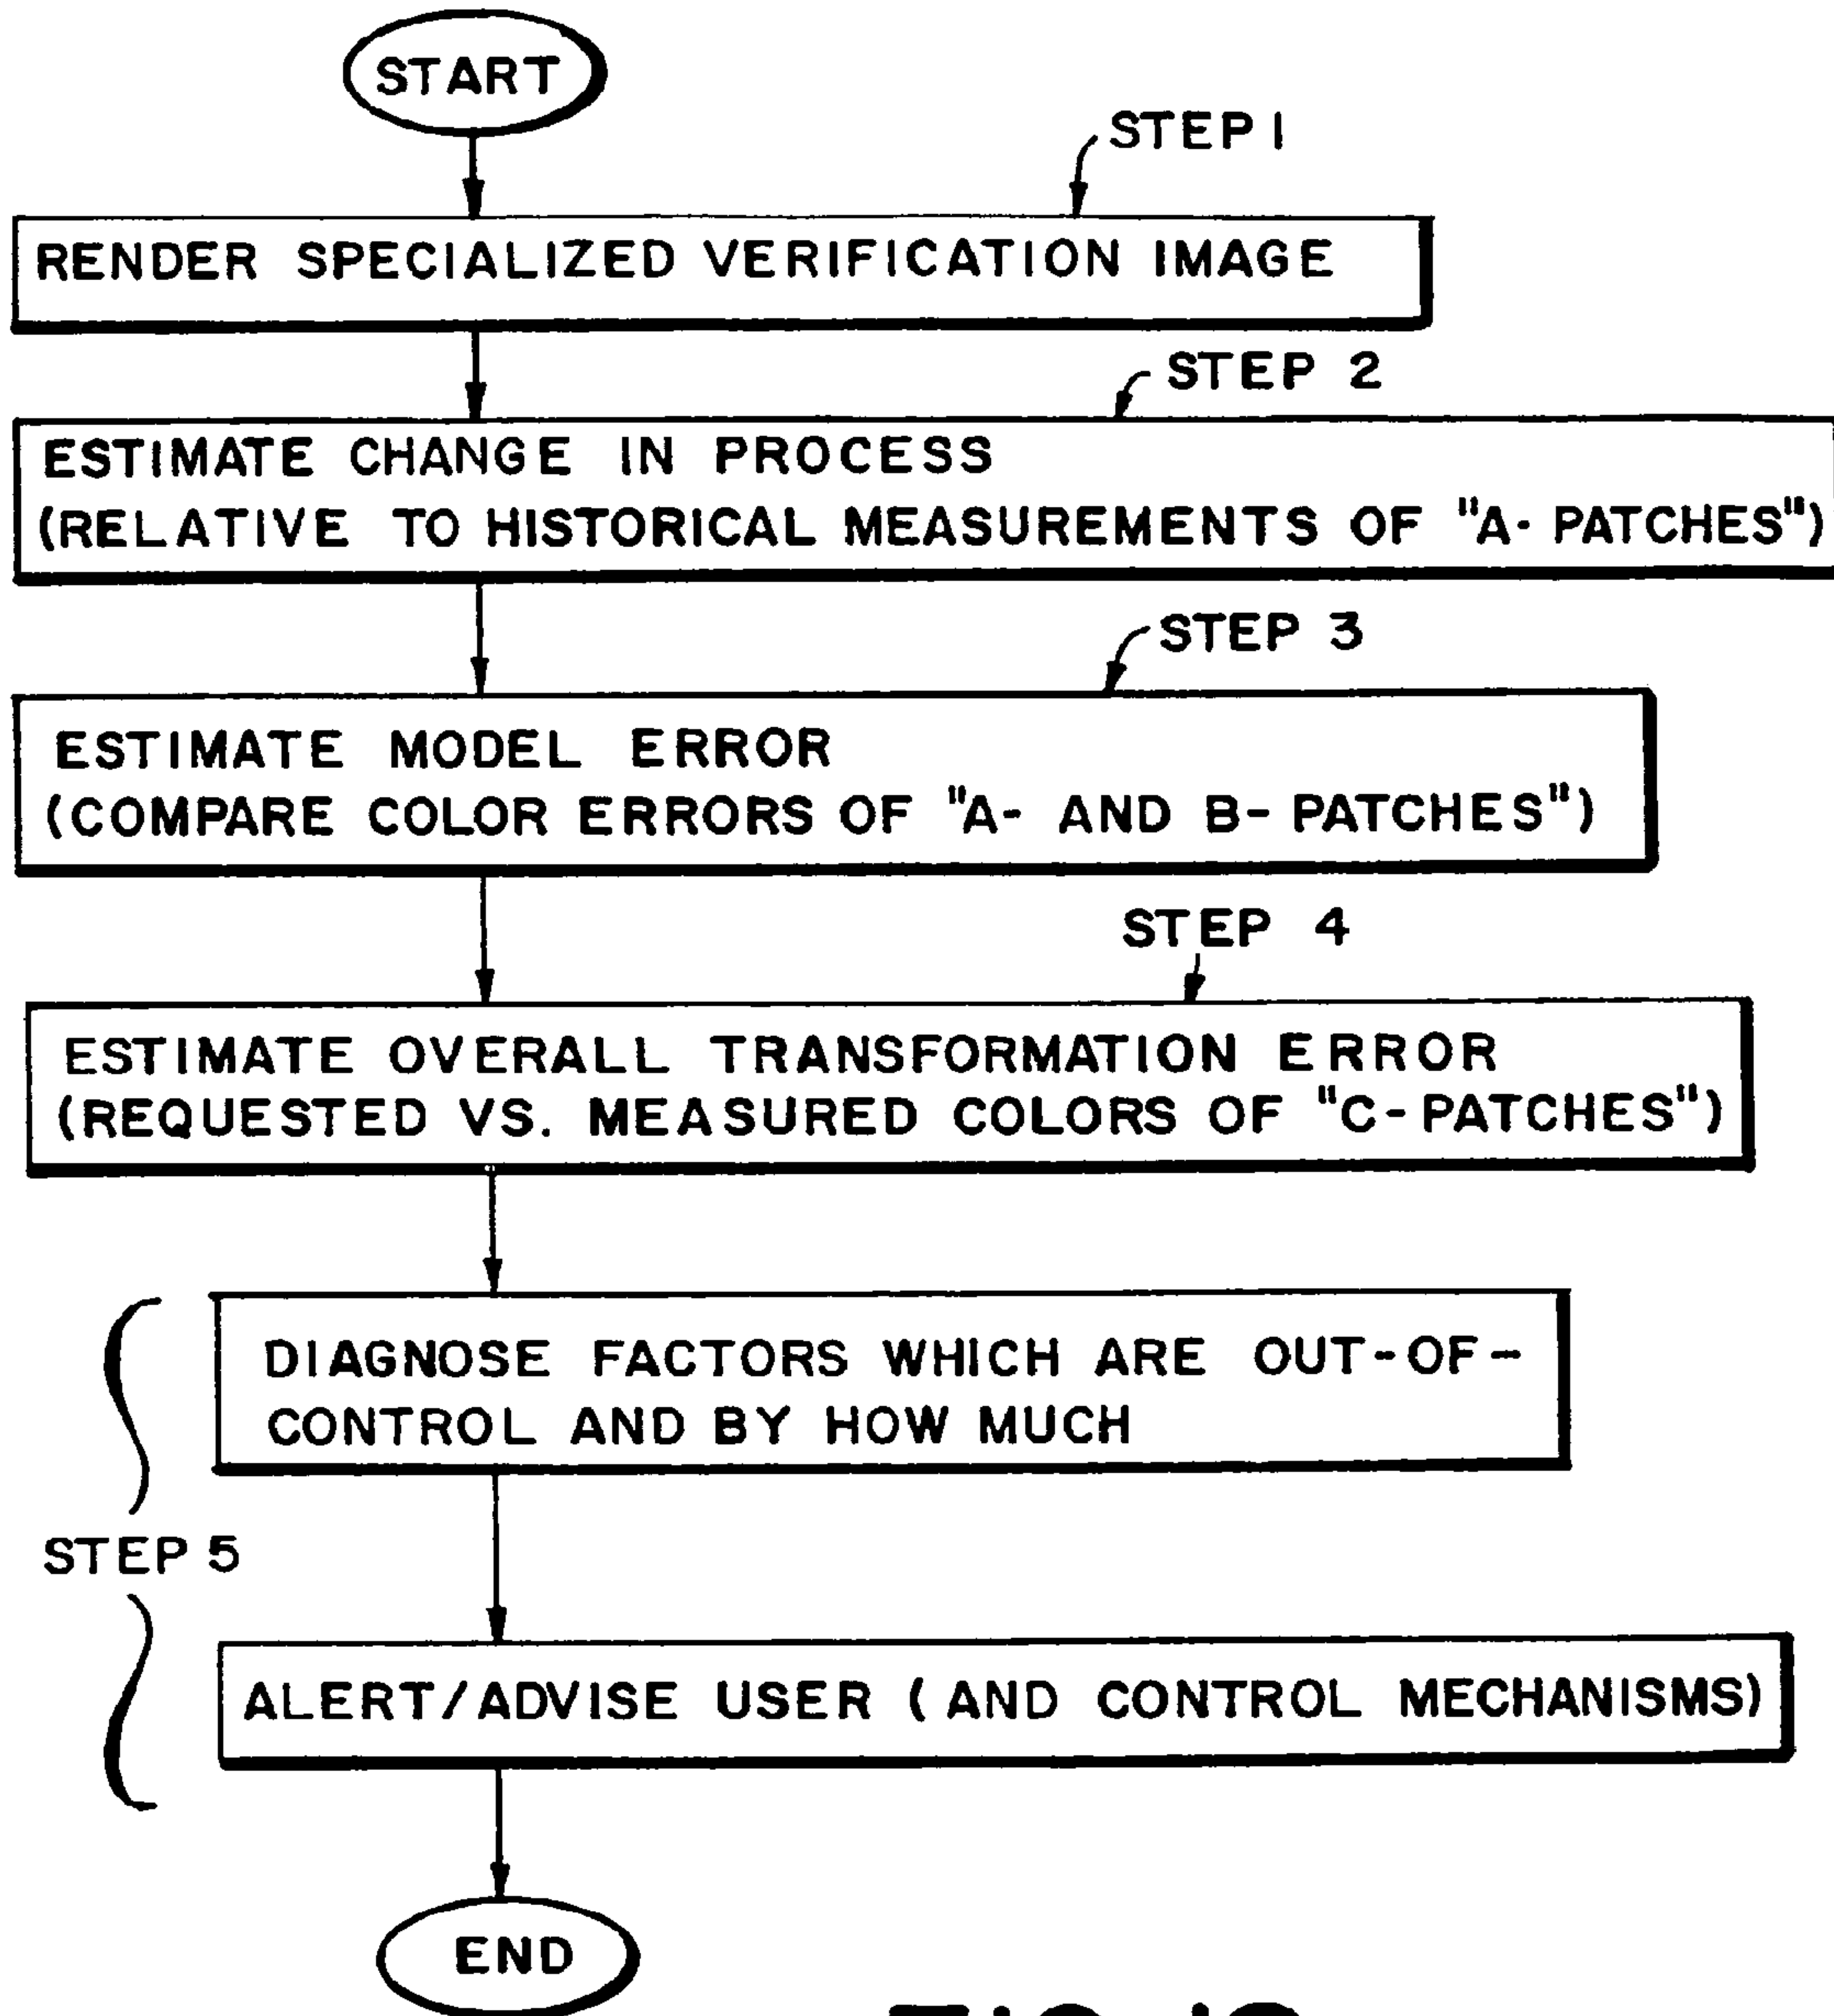 START
STEP 1
RENDER SPECIALIZED VERIFICATION IMAGE
STEP 2
ESTIMATE CHANGE IN PROCESS
(RELATIVE TO HISTORICAL MEASUREMENTS OF "A- PATCHES")
STEP 3
ESTIMATE MODEL ERROR
(COMPARE COLOR ERRORS OF "A- AND B- PATCHES")
STEP 4
ESTIMATE OVERALL TRANSFORMATION ERROR
(REQUESTED VS. MEASURED COLORS OF "C-PATCHES")
DIAGNOSE FACTORS WHICH ARE OUT-OF-
CONTROL AND BY HOW MUCH
STEP 5
ALERT/ADVISE USER (AND CONTROL MECHANISMS)
END